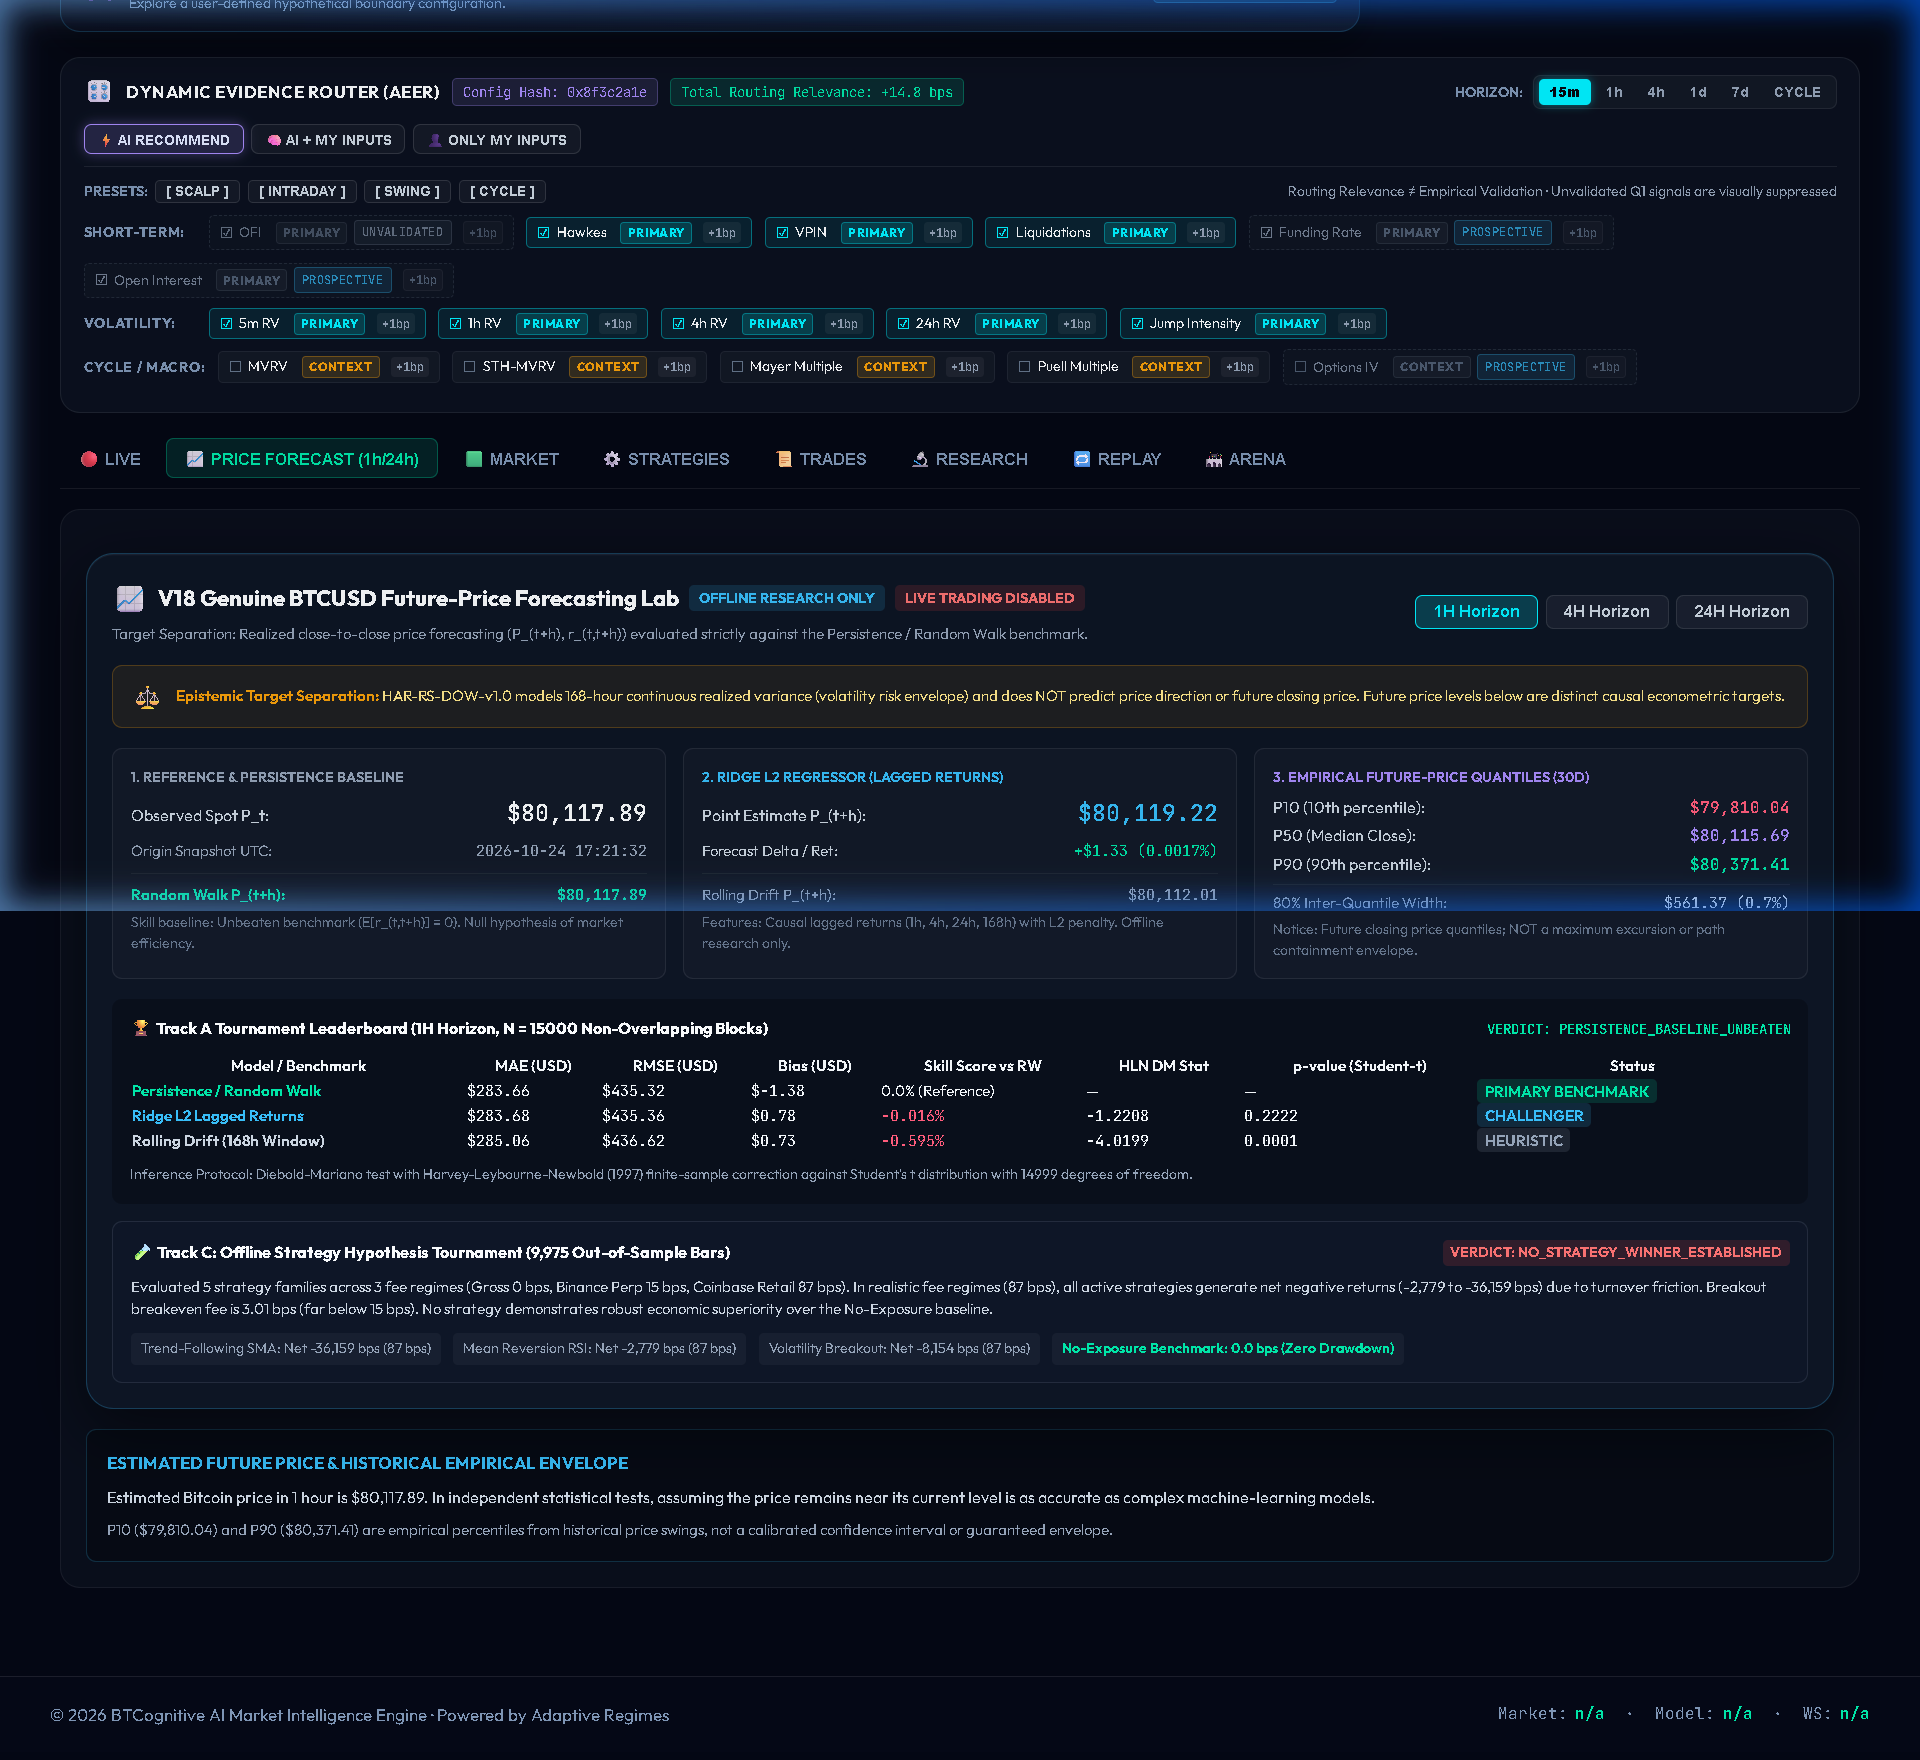 Explore a user-defined hypothetical boundary configuration.
DYNAMIC EVIDENCE ROUTER (AEER) Config Hash: 0x8f3c2a1e Total Routing Relevance: +14.8 bps HORIZON: 15m 1h 4h 1d 7d CYCLE
AI RECOMMEND AI + MY INPUTS ONLY MY INPUTS
PRESETS: [ SCALP ] [ INTRADAY ] [ SWING ] [ CYCLE ] Routing Relevance ≠ Empirical Validation · Unvalidated Q1 signals are visually suppressed
SHORT-TERM: ☑ OFI PRIMARY UNVALIDATED +1bp ☑ Hawkes PRIMARY +1bp ☑ VPIN PRIMARY +1bp ☑ Liquidations PRIMARY +1bp ☑ Funding Rate PRIMARY PROSPECTIVE +1bp
☑ Open Interest PRIMARY PROSPECTIVE +1bp
VOLATILITY: ☑ 5m RV PRIMARY +1bp ☑ 1h RV PRIMARY +1bp ☑ 4h RV PRIMARY +1bp ☑ 24h RV PRIMARY +1bp ☑ Jump Intensity PRIMARY +1bp
CYCLE / MACRO: ☐ MVRV CONTEXT +1bp ☐ STH-MVRV CONTEXT +1bp ☐ Mayer Multiple CONTEXT +1bp ☐ Puell Multiple CONTEXT +1bp ☐ Options IV CONTEXT PROSPECTIVE +1bp
LIVE PRICE FORECAST (1h/24h) MARKET STRATEGIES TRADES RESEARCH REPLAY ARENA
V18 Genuine BTCUSD Future-Price Forecasting Lab OFFLINE RESEARCH ONLY LIVE TRADING DISABLED 1H Horizon 4H Horizon 24H Horizon
Target Separation: Realized close-to-close price forecasting (P_(t+h), r_(t,t+h)) evaluated strictly against the Persistence / Random Walk benchmark.
Epistemic Target Separation: HAR-RS-DOW-v1.0 models 168-hour continuous realized variance (volatility risk envelope) and does NOT predict price direction or future closing price. Future price levels below are distinct causal econometric targets.
1. REFERENCE & PERSISTENCE BASELINE
Observed Spot P_t: $80,117.89
Origin Snapshot UTC: 2026-10-24 17:21:32
Random Walk P_(t+h): $80,117.89
Skill baseline: Unbeaten benchmark (E[r_(t,t+h)] = 0). Null hypothesis of market
efficiency.
2. RIDGE L2 REGRESSOR (LAGGED RETURNS)
Point Estimate P_(t+h): $80,119.22
Forecast Delta / Ret: +$1.33 (0.0017%)
Rolling Drift P_(t+h): $80,112.01
Features: Causal lagged returns (1h, 4h, 24h, 168h) with L2 penalty. Offline
research only.
3. EMPIRICAL FUTURE-PRICE QUANTILES (30D)
P10 (10th percentile): $79,810.04
P50 (Median Close): $80,115.69
P90 (90th percentile): $80,371.41
80% Inter-Quantile Width: $561.37 (0.7%)
Notice: Future closing price quantiles; NOT a maximum excursion or path
containment envelope.
Track A Tournament Leaderboard (1H Horizon, N = 15000 Non-Overlapping Blocks) VERDICT: PERSISTENCE_BASELINE_UNBEATEN
Model / Benchmark MAE (USD) RMSE (USD) Bias (USD) Skill Score vs RW HLN DM Stat p-value (Student-t) Status
Persistence / Random Walk $283.66 $435.32 $-1.38 0.0% (Reference) — — PRIMARY BENCHMARK
Ridge L2 Lagged Returns $283.68 $435.36 $0.78 -0.016% -1.2208 0.2222 CHALLENGER
Rolling Drift (168h Window) $285.06 $436.62 $0.73 -0.595% -4.0199 0.0001 HEURISTIC
Inference Protocol: Diebold-Mariano test with Harvey-Leybourne-Newbold (1997) finite-sample correction against Student's t distribution with 14999 degrees of freedom.
Track C: Offline Strategy Hypothesis Tournament (9,975 Out-of-Sample Bars) VERDICT: NO_STRATEGY_WINNER_ESTABLISHED
Evaluated 5 strategy families across 3 fee regimes (Gross 0 bps, Binance Perp 15 bps, Coinbase Retail 87 bps). In realistic fee regimes (87 bps), all active strategies generate net negative returns (-2,779 to -36,159 bps) due to turnover friction. Breakout
breakeven fee is 3.01 bps (far below 15 bps). No strategy demonstrates robust economic superiority over the No-Exposure baseline.
Trend-Following SMA: Net -36,159 bps (87 bps) Mean Reversion RSI: Net -2,779 bps (87 bps) Volatility Breakout: Net -8,154 bps (87 bps) No-Exposure Benchmark: 0.0 bps (Zero Drawdown)
ESTIMATED FUTURE PRICE & HISTORICAL EMPIRICAL ENVELOPE
Estimated Bitcoin price in 1 hour is $80,117.89. In independent statistical tests, assuming the price remains near its current level is as accurate as complex machine-learning models.
P10 ($79,810.04) and P90 ($80,371.41) are empirical percentiles from historical price swings, not a calibrated confidence interval or guaranteed envelope.
© 2026 BTCognitive AI Market Intelligence Engine · Powered by Adaptive Regimes Market: n/a · Model: n/a · WS: n/a